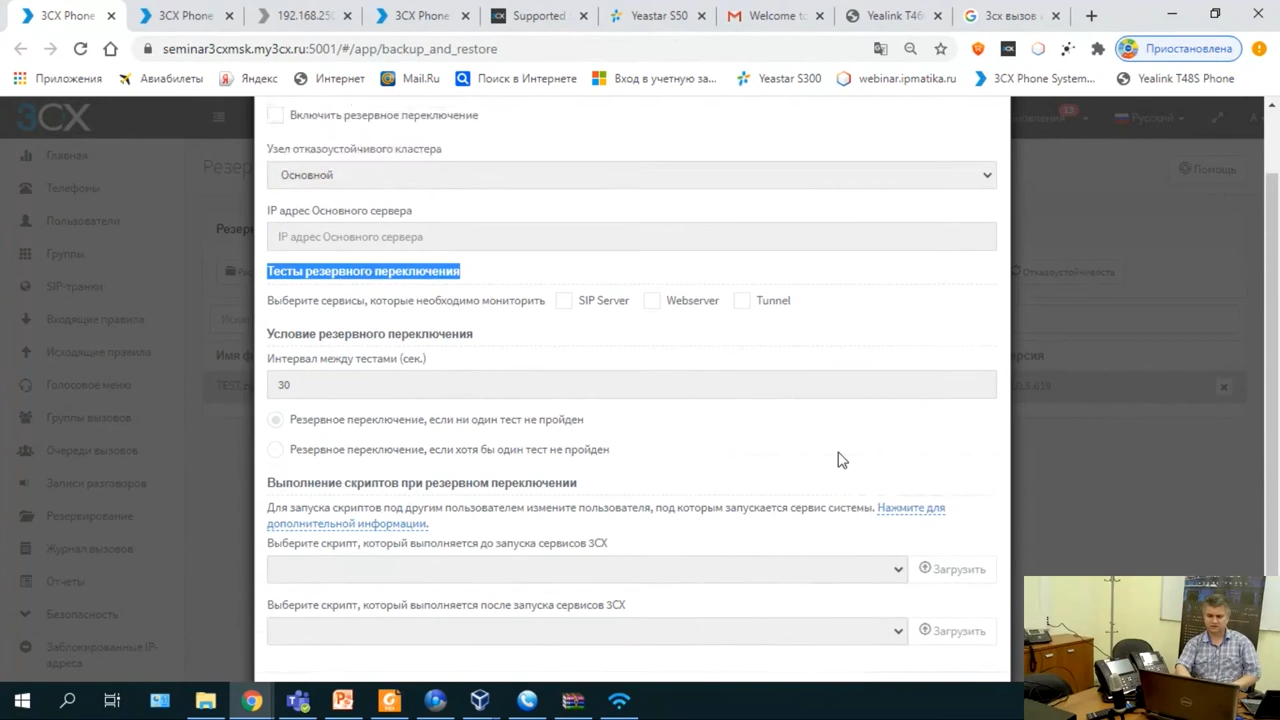 3CX Phone
3CX Phone
192.168.250
3CX Phone
Supported
Yeastar S50
Welcome to
Yealink T46
3сх вызов
seminar3cxmsk.my3cx.ru:5001/#/app/backup_and_restore
Приостановлена
Приложения
Авиабилеты
Яндекс
Интернет
Mail.Ru
Поиск в Интернете
Вход в учетную за...
Yeastar S300
webinar.ipmatika.ru
3CX Phone System...
Yealink T48S Phone
3CX
13
Русский
Главная
Телефоны
Пользователи
Группы
SIP-транки
Входящие правила
Исходящие правила
Голосовое меню
Группы вызовов
Очереди вызовов
Записи разговоров
Резервирование
Журнал вызовов
Отчеты
Безопасность
Заблокированные IP-
адреса
Помощь
Отказоустойчивость
Включить резервное переключение
Узел отказоустойчивого кластера
Основной
IP адрес Основного сервера
IP адрес Основного сервера
Тесты резервного переключения
Выберите сервисы, которые необходимо мониторить
SIP Server
Webserver
Tunnel
Условие резервного переключения
Интервал между тестами (сек.)
30
Резервное переключение, если ни один тест не пройден
Резервное переключение, если хотя бы один тест не пройден
Выполнение скриптов при резервном переключении
Для запуска скриптов под другим пользователем измените пользователя, под которым запускается сервис системы. Нажмите для
дополнительной информации.
Выберите скрипт, который выполняется до запуска сервисов 3CX
Загрузить
Выберите скрипт, который выполняется после запуска сервисов 3CX
Загрузить